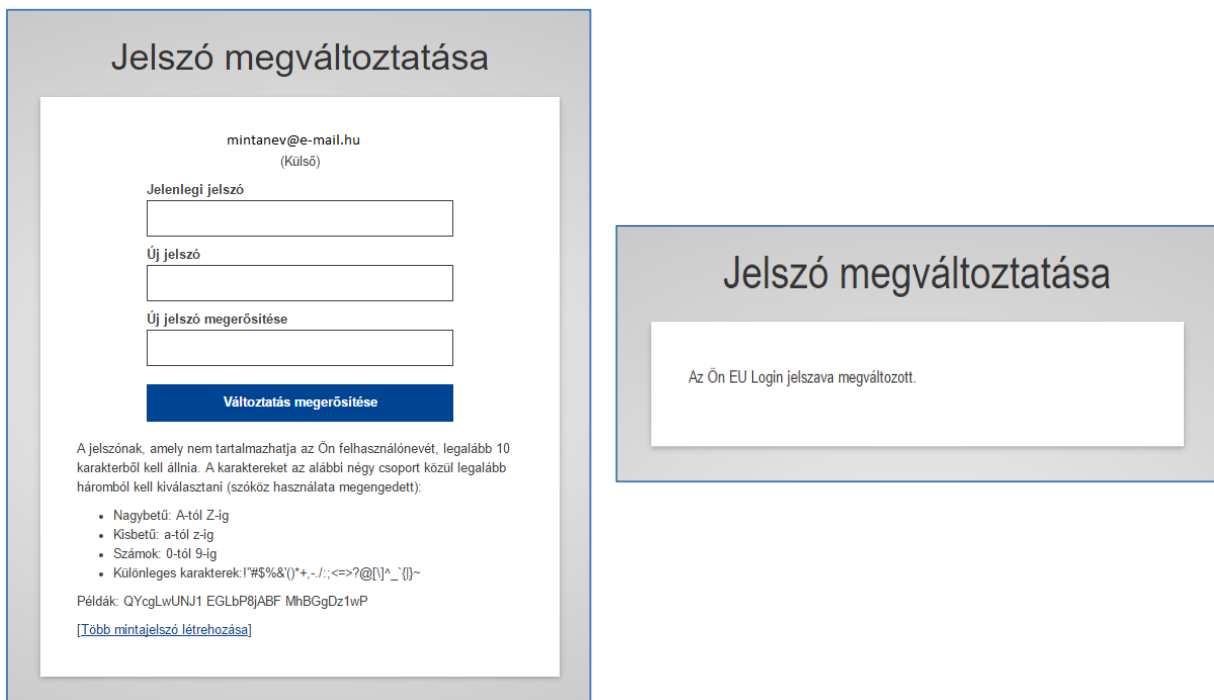 Jelszó megváltoztatása
mintanev@e-mail.hu
(Külső)
Jelenlegi jelszó
Új jelszó
Új jelszó megerősítése
Változtatás megerősítése
A jelszónak, amely nem tartalmazhatja az Ön felhasználónevét, legalább 10
karakterből kell állnia. A karaktereket az alábbi négy csoport közül legalább
háromból kell kiválasztani (szóköz használata megengedett):
• Nagybetű: A-tól Z-ig
• Kisbetű: a-tól z-ig
• Számok: 0-tól 9-ig
• Különleges karakterek:!"#$%&'()*+,-./:;<=>?@[\]^_`{|}~
Példák: QYcgLwUNJ1 EGLbP8jABF MhBGgDz1wP
[Több mintajelszó létrehozása]
Jelszó megváltoztatása
Az Ön EU Login jelszava megváltozott.